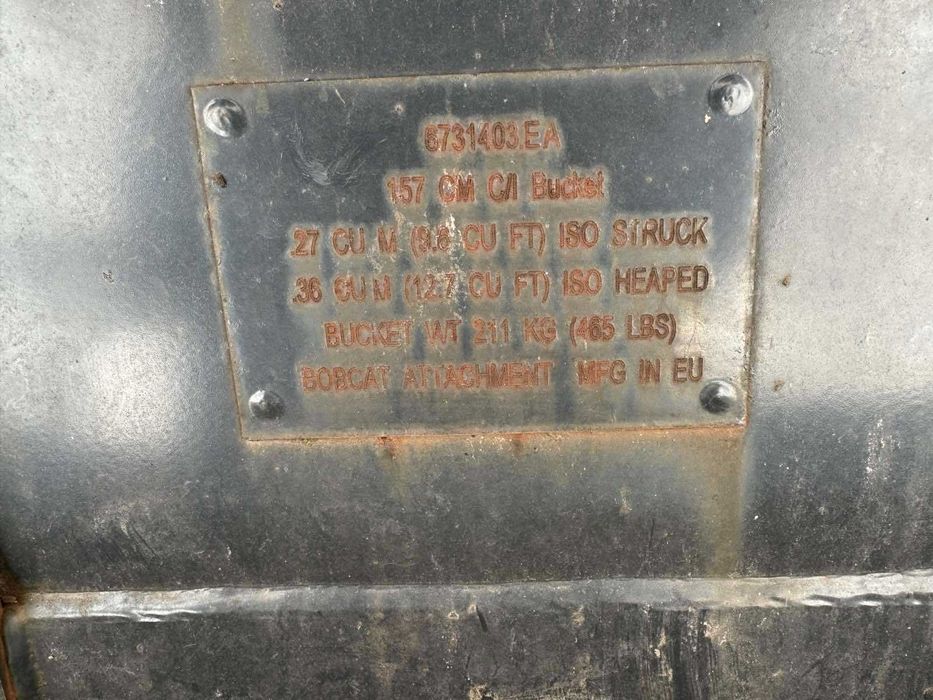 6731403.EA
157 CM C/I Bucket
.27 CU M (9.6 CU FT) ISO STRUCK
.36 CU M (12.7 CU FT) ISO HEAPED
BUCKET WT 211 KG (465 LBS)
BOBCAT ATTACHMENT MFG IN EU